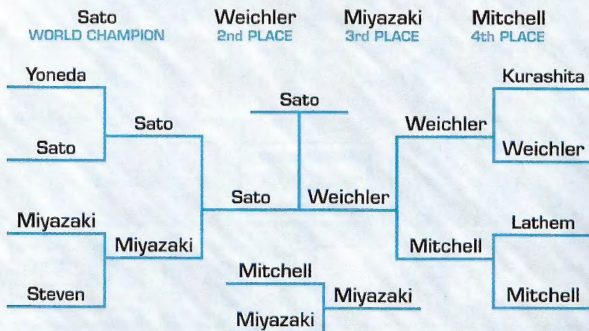 Sato Weichler Miyazaki Mitchell
WORLD CHAMPION 2nd PLACE 3rd PLACE 4th PLACE
Yoneda
Sato
Sato
Sato
Miyazaki
Miyazaki
Steven
Sato
Weichler
Kurashita
Weichler
Weichler
Lathem
Mitchell
Mitchell
Mitchell
Miyazaki
Miyazaki